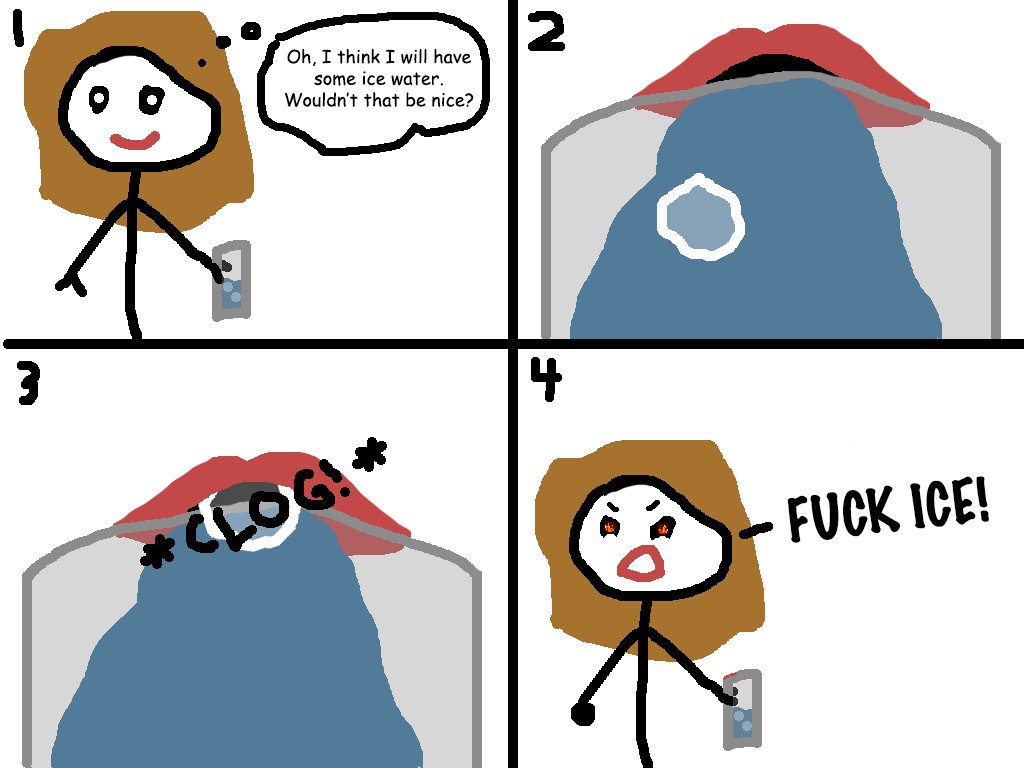 1
Oh, I think I will have
some ice water.
Wouldn't that be nice?
2
3
*CLOG!*
4
FUCK ICE!